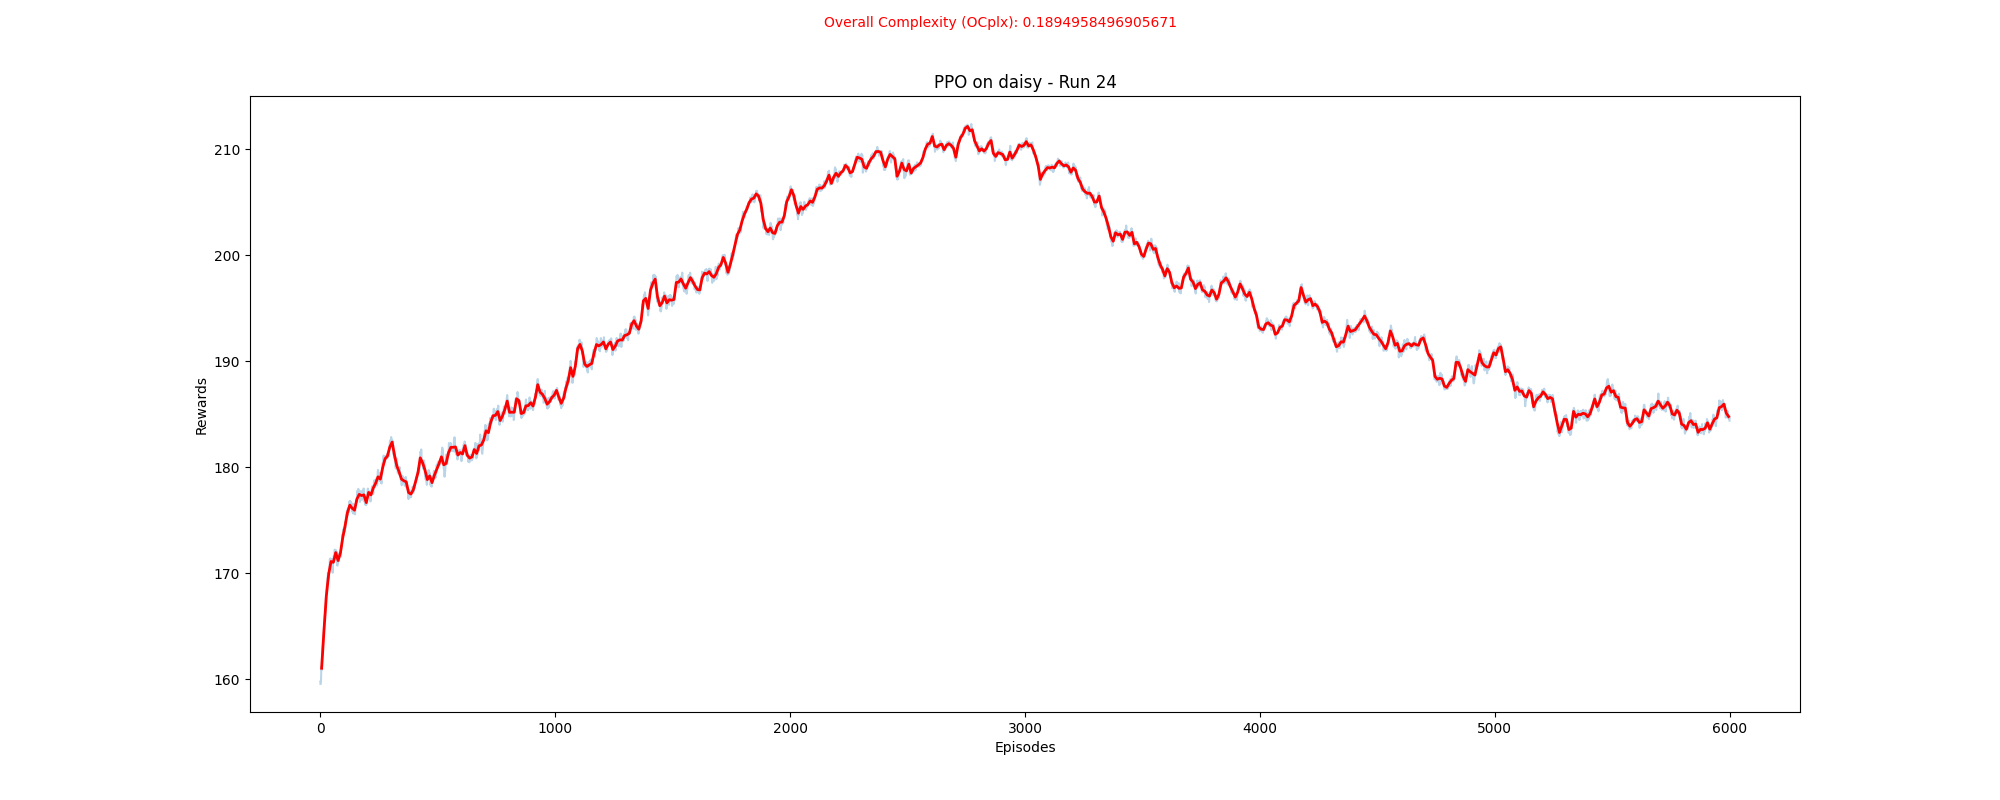 Overall Complexity (OCplx): 0.1894958496905671
PPO on daisy - Run 24
Rewards
210
200
190
180
170
160
0 1000 2000 3000 4000 5000 6000
Episodes